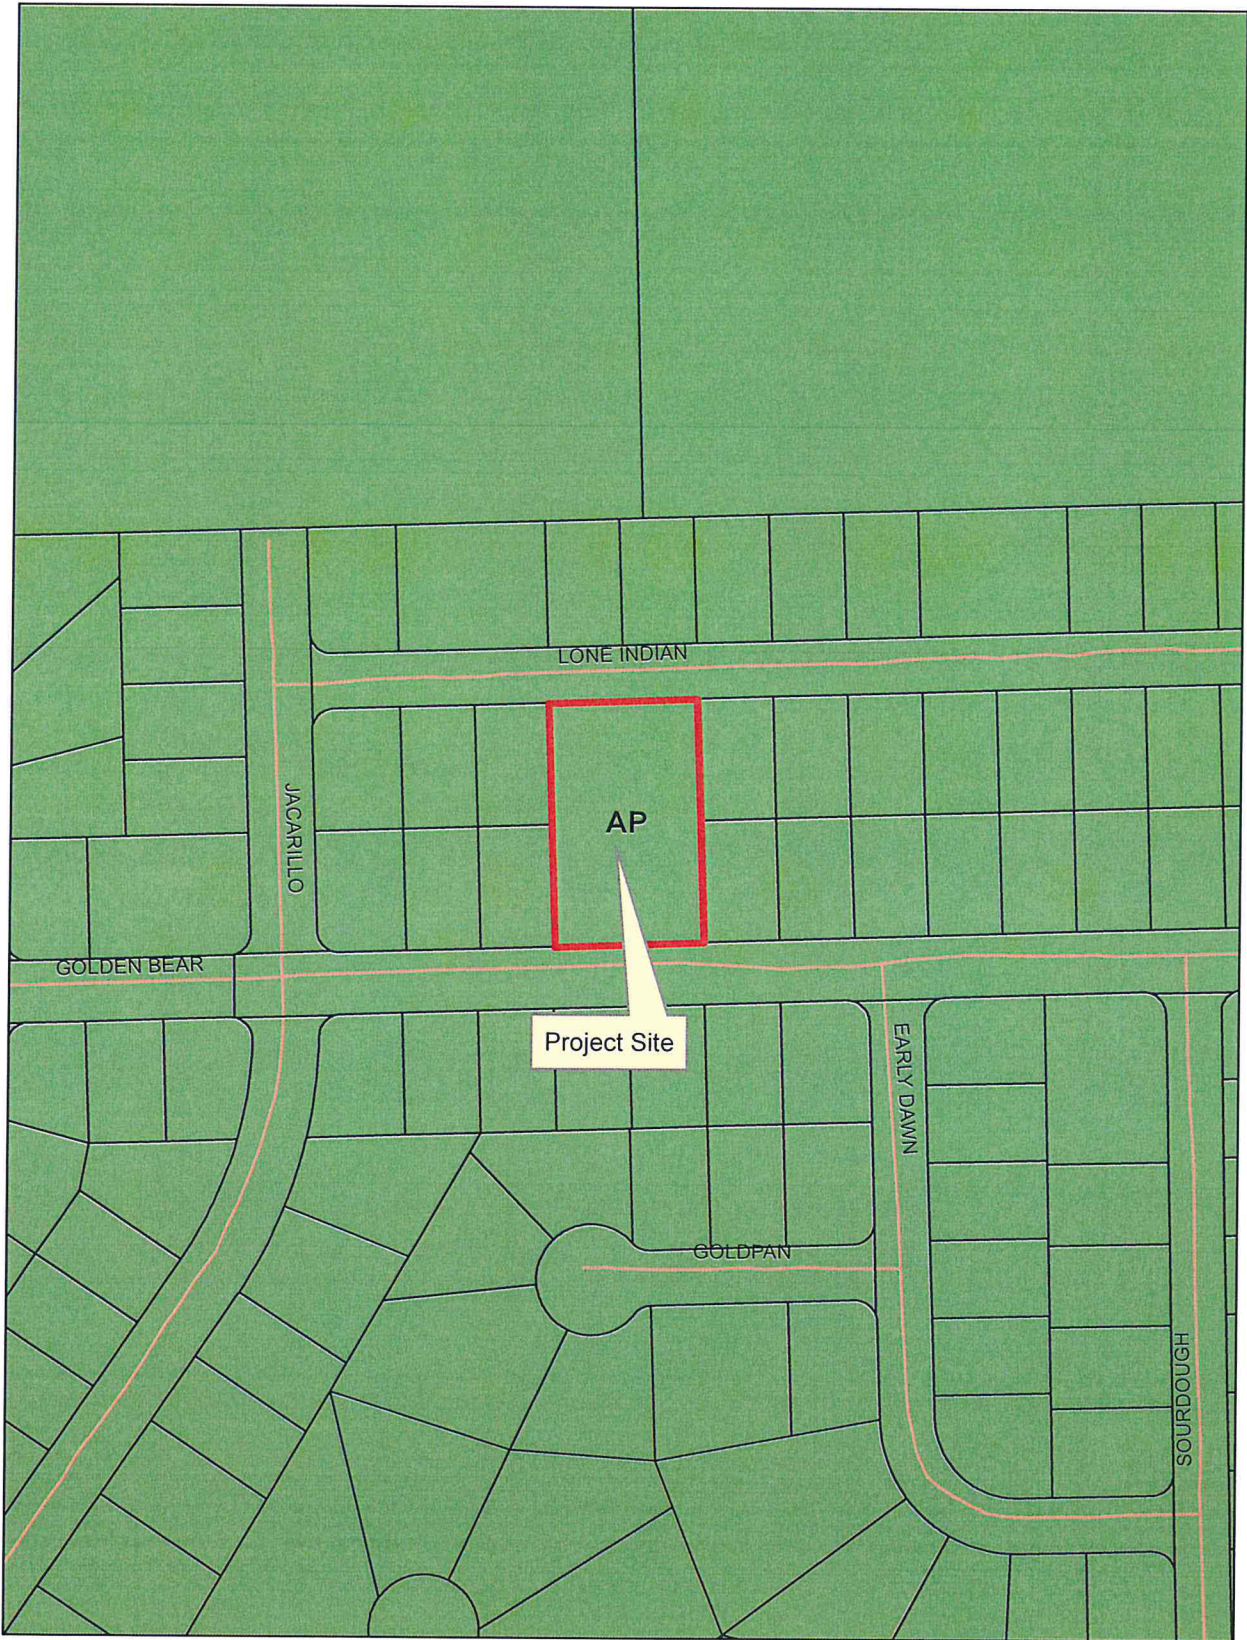 LONE INDIAN
JACARILLO
AP
GOLDEN BEAR
Project Site
EARLY DAWN
GOLDPAN
SOURDOUGH